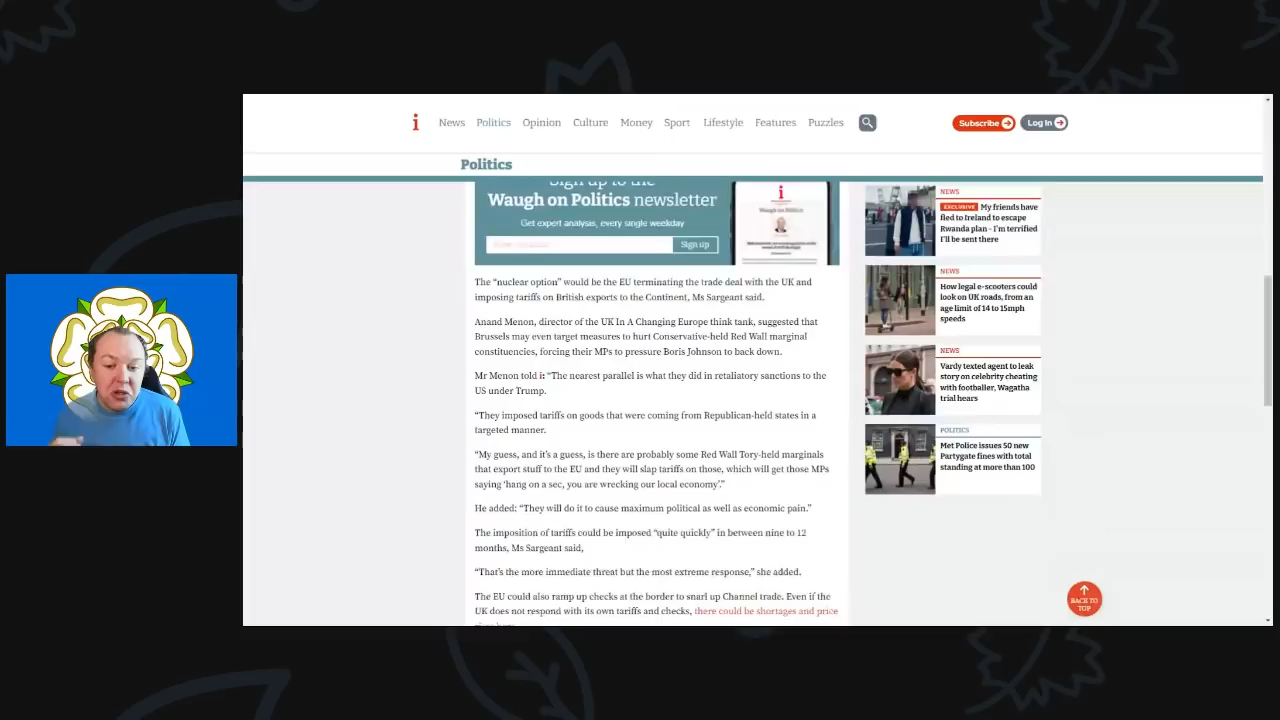 i News Politics Opinion Culture Money Sport Lifestyle Features Puzzles Subscribe Log In
Politics
Sign up to the
Waugh on Politics newsletter
Get expert analysis, every single weekday
Sign up
i
Waugh on Politics
The “nuclear option” would be the EU terminating the trade deal with the UK and
imposing tariffs on British exports to the Continent, Ms Sargeant said.
Anand Menon, director of the UK In A Changing Europe think tank, suggested that
Brussels may even target measures to hurt Conservative-held Red Wall marginal
constituencies, forcing their MPs to pressure Boris Johnson to back down.
Mr Menon told i: “The nearest parallel is what they did in retaliatory sanctions to the
US under Trump.
“They imposed tariffs on goods that were coming from Republican-held states in a
targeted manner.
“My guess, and it’s a guess, is there are probably some Red Wall Tory-held marginals
that export stuff to the EU and they will slap tariffs on those, which will get those MPs
saying ‘hang on a sec, you are wrecking our local economy’.”
He added: “They will do it to cause maximum political as well as economic pain.”
The imposition of tariffs could be imposed “quite quickly” in between nine to 12
months, Ms Sargeant said,
“That’s the more immediate threat but the most extreme response,” she added.
The EU could also ramp up checks at the border to snarl up Channel trade. Even if the
UK does not respond with its own tariffs and checks, there could be shortages and price
NEWS
EXCLUSIVE My friends have
fled to Ireland to escape
Rwanda plan - I’m terrified
I’ll be sent there
NEWS
How legal e-scooters could
look on UK roads, from an
age limit of 14 to 15mph
speeds
NEWS
Vardy texted agent to leak
story on celebrity cheating
with footballer, Wagatha
trial hears
POLITICS
Met Police issues 50 new
Partygate fines with total
standing at more than 100
BACK TO
TOP